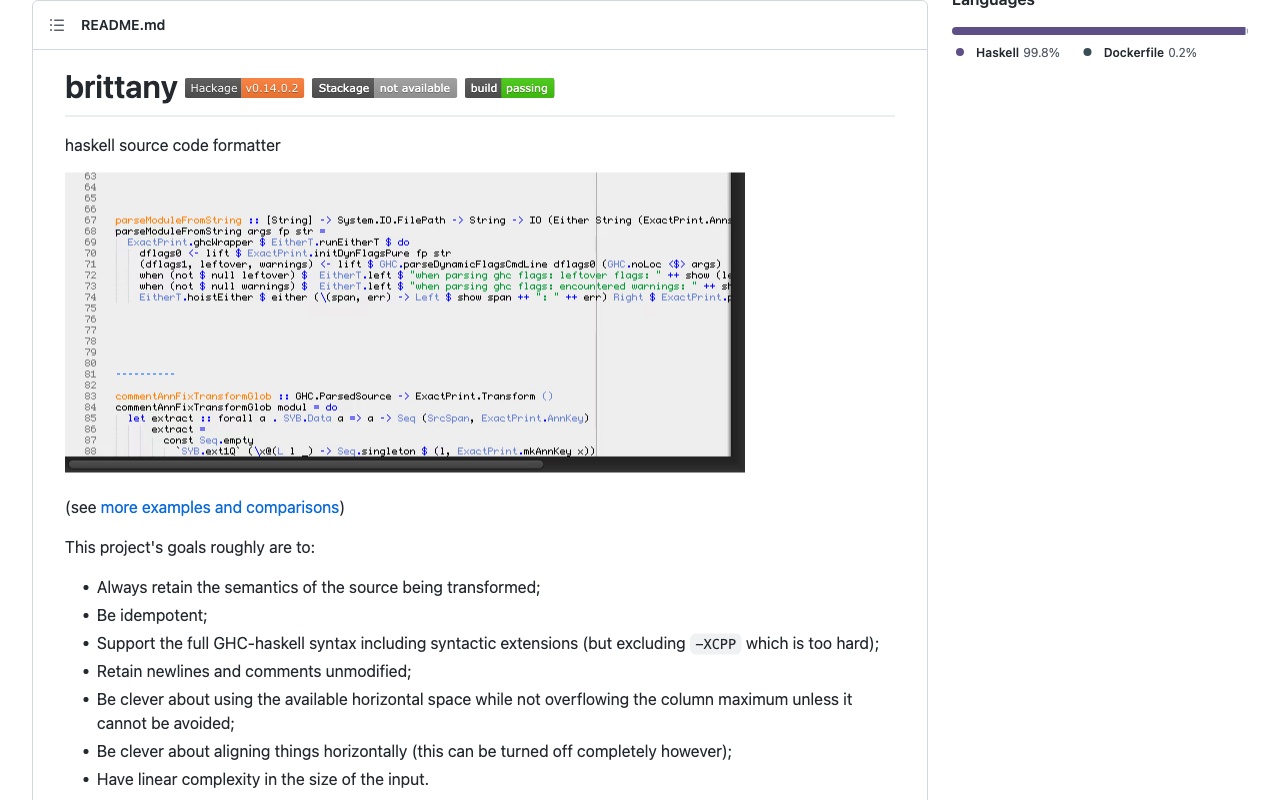 README.md
Languages
Haskell 99.8% Dockerfile 0.2%
brittany Hackage v0.14.0.2 Stackage not available build passing
haskell source code formatter
63
64
65
66
67 parseModuleFromString :: [String] -> System.IO.FilePath -> String -> IO (Either String (ExactPrint.Anns
68 parseModuleFromString args fp str =
69 ExactPrint.ghcWrapper $ EitherT.runEitherT $ do
70 dflags0 <- lift $ ExactPrint.initDynFlagsPure fp str
71 (dflags1, leftover, warnings) <- lift $ GHC.parseDynamicFlagsCmdLine dflags0 (GHC.noLoc <$> args)
72 when (not $ null leftover) $ EitherT.left $ "when parsing ghc flags: leftover flags: " ++ show (le
73 when (not $ null warnings) $ EitherT.left $ "when parsing ghc flags: encountered warnings: " ++ sh
74 EitherT.hoistEither $ either (\(span, err) -> Left $ show span ++ ": " ++ err) Right $ ExactPrint.p
75
76
77
78
79
80
81 ----------
82
83 commentAnnFixTransformGlob :: GHC.ParsedSource -> ExactPrint.Transform ()
84 commentAnnFixTransformGlob modul = do
85 let extract :: forall a . SYB.Data a => a -> Seq (SrcSpan, ExactPrint.AnnKey)
86 extract =
87 const Seq.empty
88 `SYB.ext1Q` (\x@(L l _) -> Seq.singleton $ (l, ExactPrint.mkAnnKey x))
(see more examples and comparisons)
This project's goals roughly are to:
• Always retain the semantics of the source being transformed;
• Be idempotent;
• Support the full GHC-haskell syntax including syntactic extensions (but excluding -XCPP which is too hard);
• Retain newlines and comments unmodified;
• Be clever about using the available horizontal space while not overflowing the column maximum unless it
cannot be avoided;
• Be clever about aligning things horizontally (this can be turned off completely however);
• Have linear complexity in the size of the input.